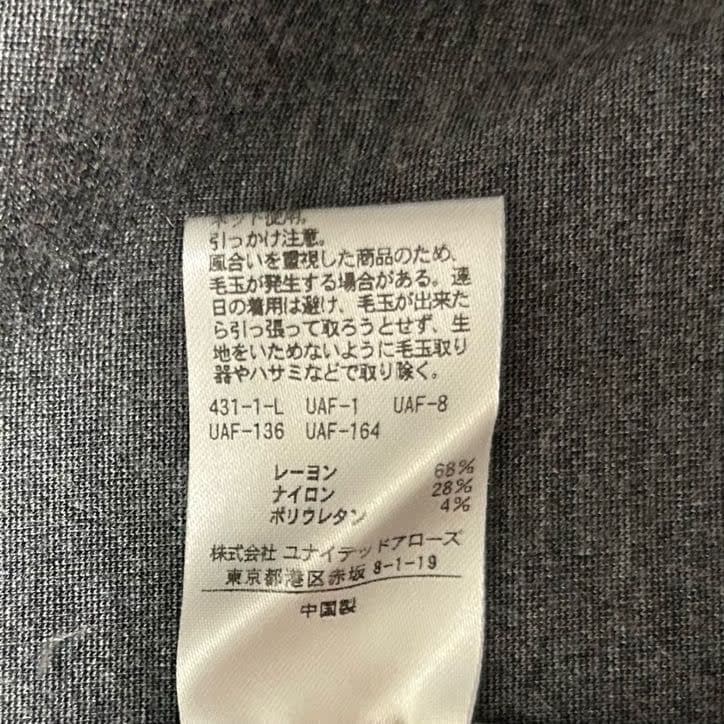 ネット使用。
引っかけ注意。
風合いを重視した商品のため、
毛玉が発生する場合がある。連
日の着用は避け、毛玉が出来た
ら引っ張って取ろうとせず、生
地をいためないように毛玉取り
器やハサミなどで取り除く。
431-1-L UAF-1 UAF-8
UAF-136 UAF-164
レーヨン 68%
ナイロン 28%
ポリウレタン 4%
株式会社 ユナイテッドアローズ
東京都港区赤坂 8-1-19
中国製